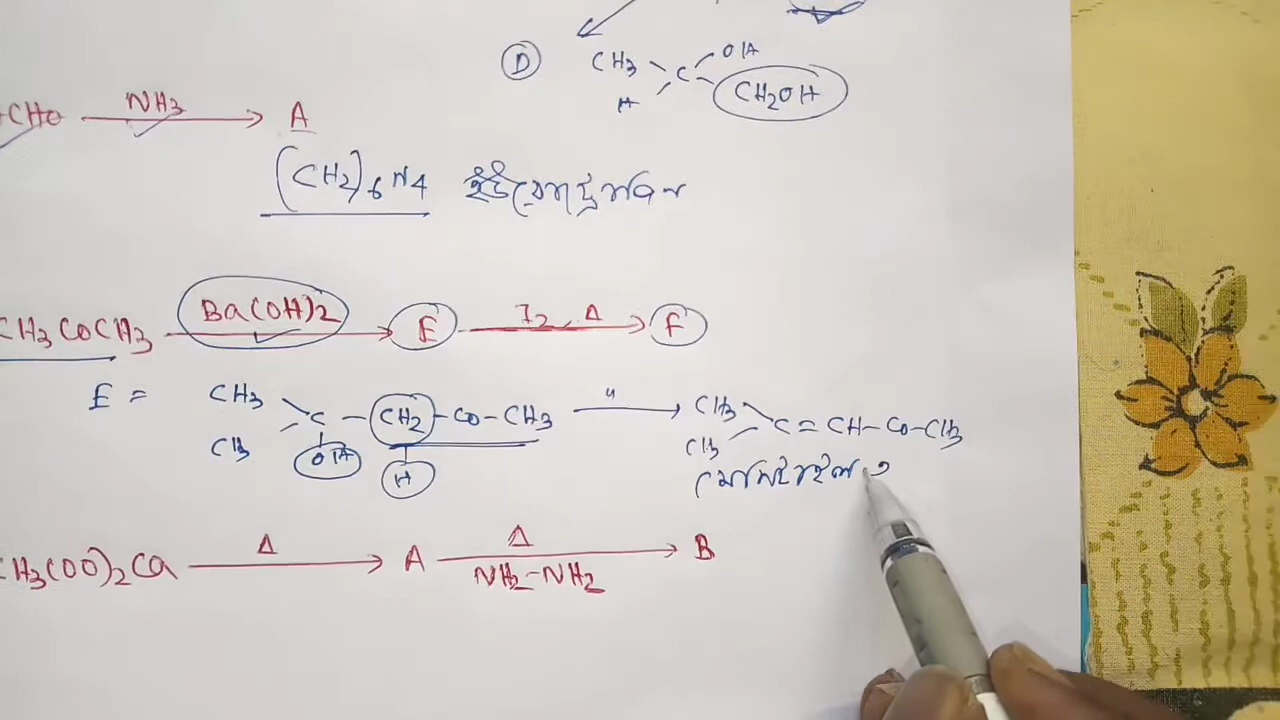 D CH3 C OH CH2OH H
CHO NH3 A
(CH2)6N4
CH3COCH3 Ba(OH)2 E I2, Δ F
E = CH3 CH3 C OH CH2 H CO-CH3 CH3 CH3 C = CH-CO-CH3
CH3COO)2Ca Δ A Δ NH2-NH2 B